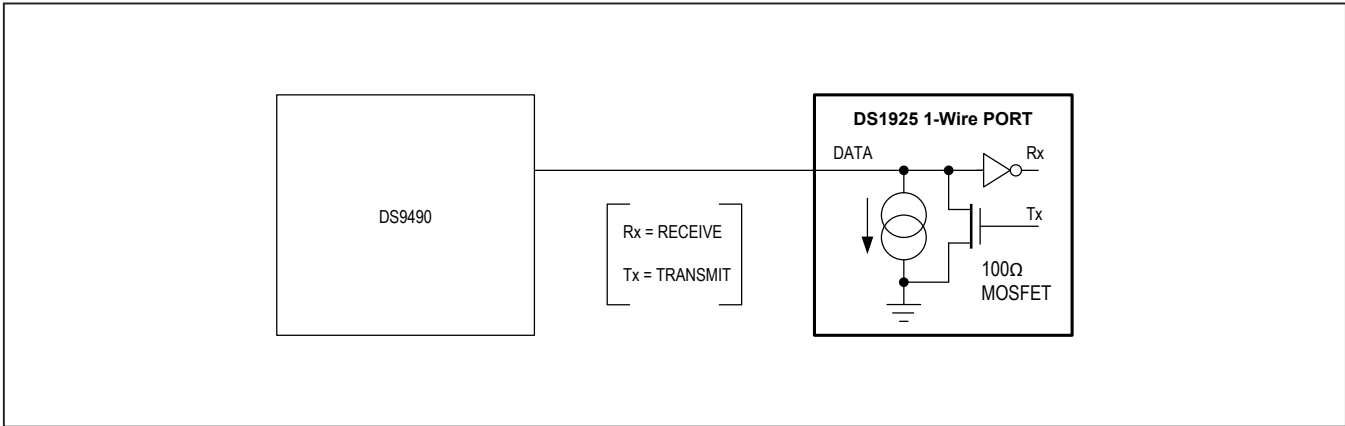 DS1925 1-Wire PORT
DATA
Rx
DS9490
Tx
Rx = RECEIVE
Tx = TRANSMIT
100Ω
MOSFET